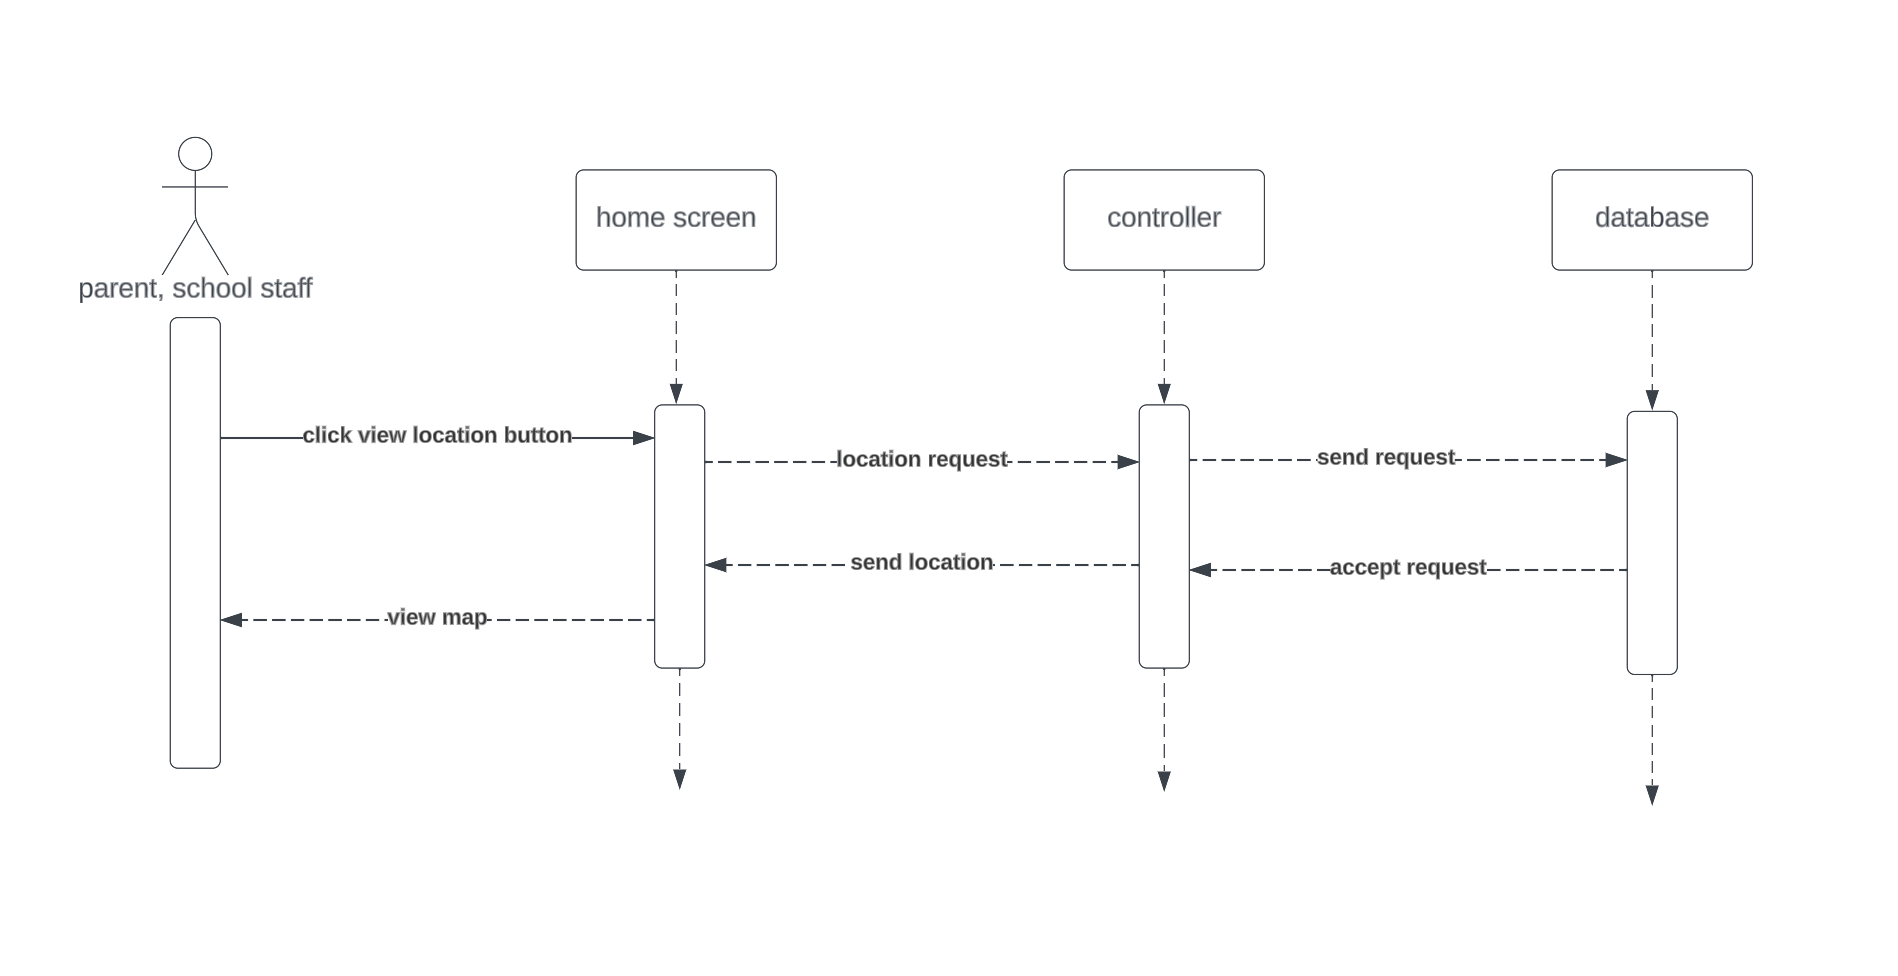 parent, school staff
home screen
controller
database
click view location button
location request
send request
send location
accept request
view map